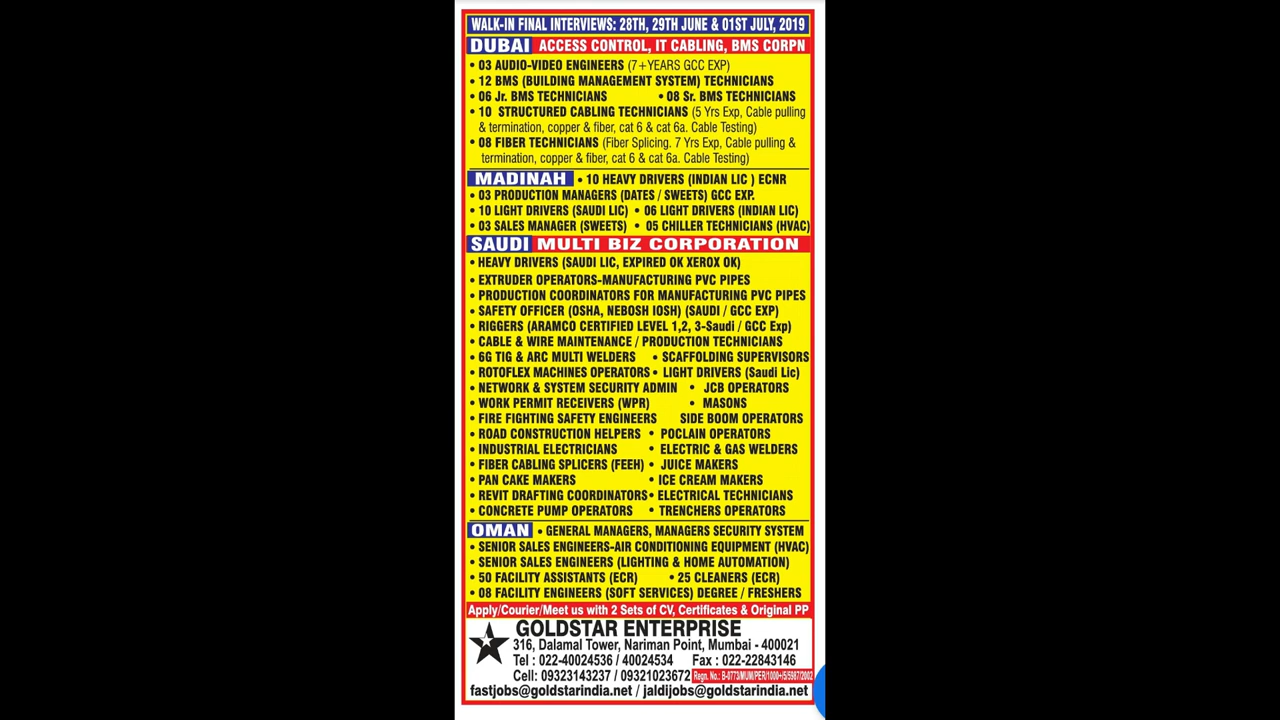 WALK-IN FINAL INTERVIEWS: 28TH, 29TH JUNE & 01ST JULY, 2019
DUBAI ACCESS CONTROL, IT CABLING, BMS CORPN
• 03 AUDIO-VIDEO ENGINEERS (7+YEARS GCC EXP)
• 12 BMS (BUILDING MANAGEMENT SYSTEM) TECHNICIANS
• 06 Jr. BMS TECHNICIANS • 08 Sr. BMS TECHNICIANS
• 10 STRUCTURED CABLING TECHNICIANS (5 Yrs Exp, Cable pulling
& termination, copper & fiber, cat 6 & cat 6a. Cable Testing)
• 08 FIBER TECHNICIANS (Fiber Splicing. 7 Yrs Exp, Cable pulling &
termination, copper & fiber, cat 6 & cat 6a. Cable Testing)
MADINAH • 10 HEAVY DRIVERS (INDIAN LIC ) ECNR
• 03 PRODUCTION MANAGERS (DATES / SWEETS) GCC EXP.
• 10 LIGHT DRIVERS (SAUDI LIC) • 06 LIGHT DRIVERS (INDIAN LIC)
• 03 SALES MANAGER (SWEETS) • 05 CHILLER TECHNICIANS (HVAC)
SAUDI MULTI BIZ CORPORATION
• HEAVY DRIVERS (SAUDI LIC, EXPIRED OK XEROX OK)
• EXTRUDER OPERATORS-MANUFACTURING PVC PIPES
• PRODUCTION COORDINATORS FOR MANUFACTURING PVC PIPES
• SAFETY OFFICER (OSHA, NEBOSH IOSH) (SAUDI / GCC EXP)
• RIGGERS (ARAMCO CERTIFIED LEVEL 1,2, 3-Saudi / GCC Exp)
• CABLE & WIRE MAINTENANCE / PRODUCTION TECHNICIANS
• 6G TIG & ARC MULTI WELDERS • SCAFFOLDING SUPERVISORS
• ROTOFLEX MACHINES OPERATORS • LIGHT DRIVERS (Saudi Lic)
• NETWORK & SYSTEM SECURITY ADMIN • JCB OPERATORS
• WORK PERMIT RECEIVERS (WPR) • MASONS
• FIRE FIGHTING SAFETY ENGINEERS SIDE BOOM OPERATORS
• ROAD CONSTRUCTION HELPERS • POCLAIN OPERATORS
• INDUSTRIAL ELECTRICIANS • ELECTRIC & GAS WELDERS
• FIBER CABLING SPLICERS (FEEH) • JUICE MAKERS
• PAN CAKE MAKERS • ICE CREAM MAKERS
• REVIT DRAFTING COORDINATORS • ELECTRICAL TECHNICIANS
• CONCRETE PUMP OPERATORS • TRENCHERS OPERATORS
OMAN • GENERAL MANAGERS, MANAGERS SECURITY SYSTEM
• SENIOR SALES ENGINEERS-AIR CONDITIONING EQUIPMENT (HVAC)
• SENIOR SALES ENGINEERS (LIGHTING & HOME AUTOMATION)
• 50 FACILITY ASSISTANTS (ECR) • 25 CLEANERS (ECR)
• 08 FACILITY ENGINEERS (SOFT SERVICES) DEGREE / FRESHERS
Apply/Courier/Meet us with 2 Sets of CV, Certificates & Original PP
GOLDSTAR ENTERPRISE
316, Dalamal Tower, Nariman Point, Mumbai - 400021
Tel : 022-40024536 / 40024534 Fax : 022-22843146
Cell: 09323143237 / 09321023672 Regn. No.: B-0773/MUM/PER/1000+/5/5987/2002
fastjobs@goldstarindia.net / jaldijobs@goldstarindia.net